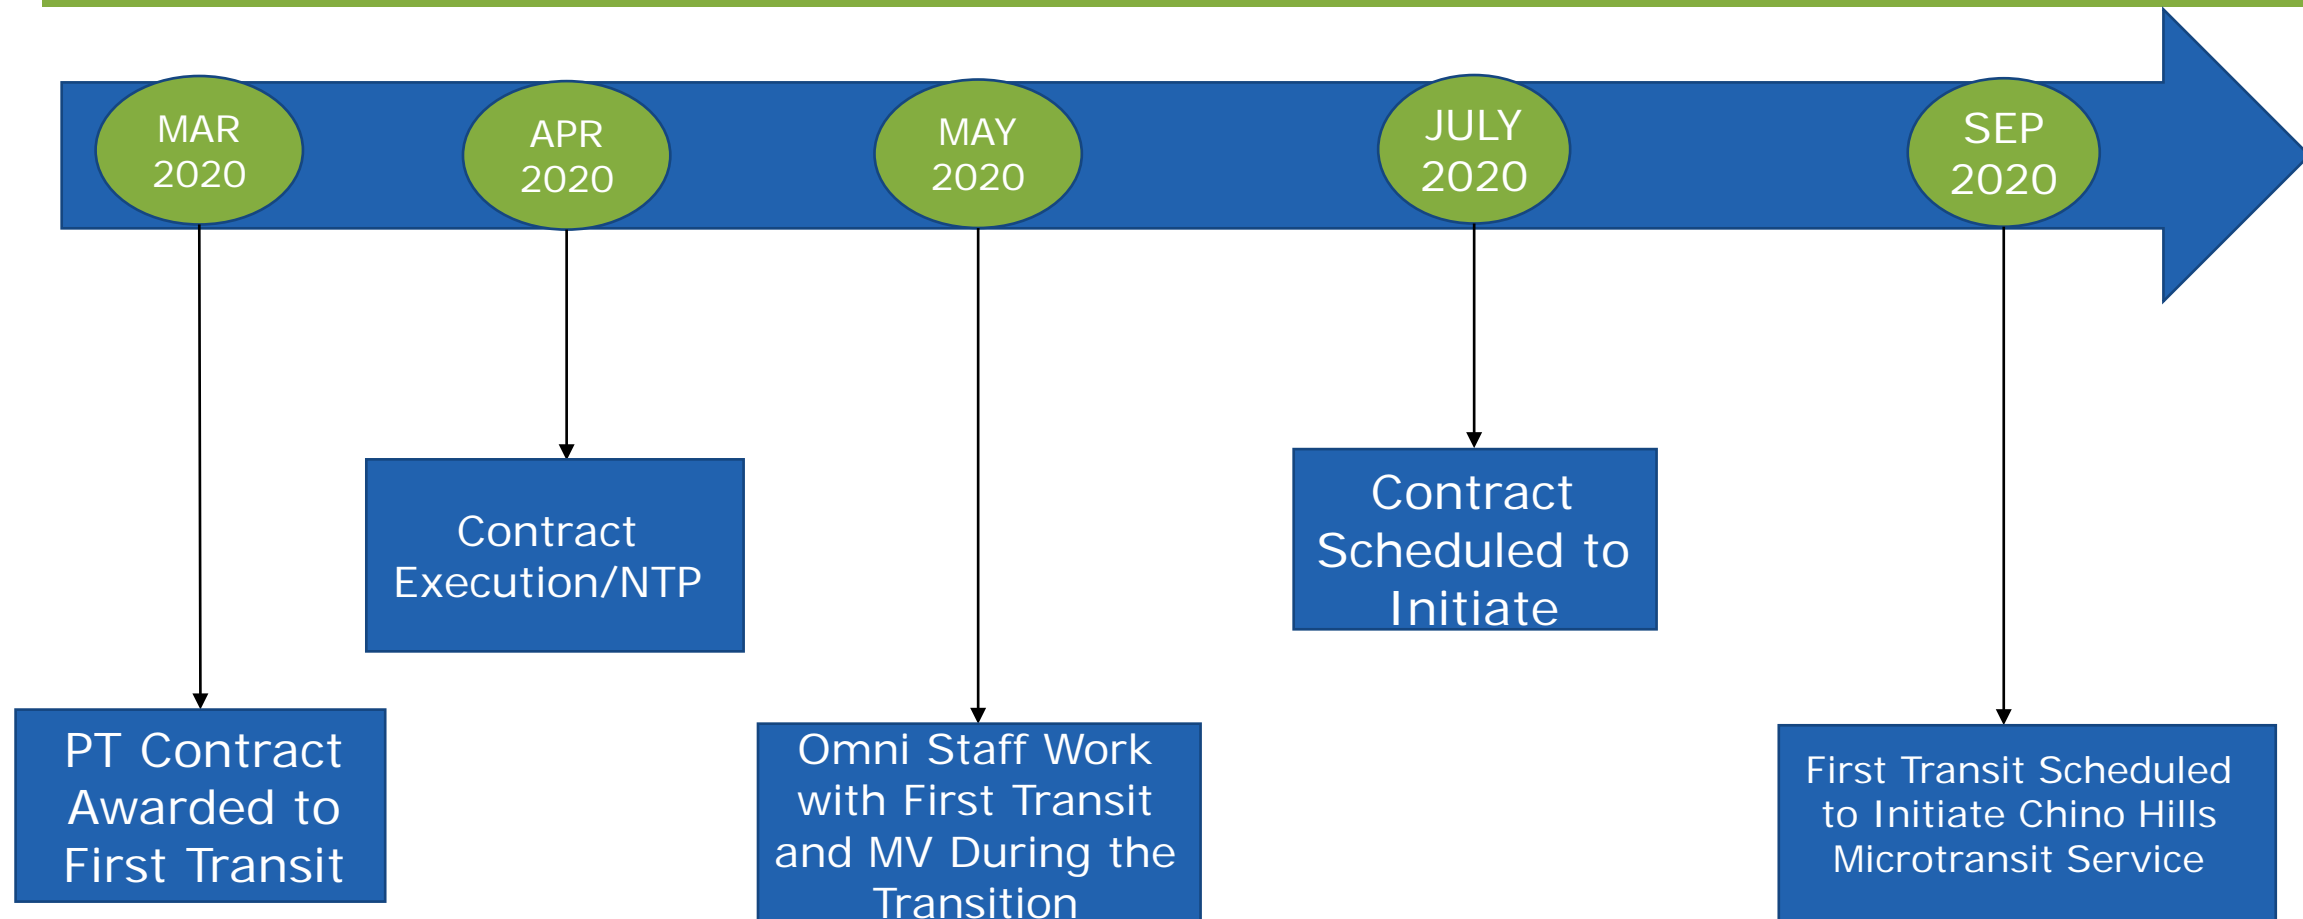 MAR
2020
APR
2020
MAY
2020
JULY
2020
SEP
2020
PT Contract
Awarded to
First Transit
Contract
Execution/NTP
Omni Staff Work
with First Transit
and MV During the
Transition
Contract
Scheduled to
Initiate
First Transit Scheduled
to Initiate Chino Hills
Microtransit Service